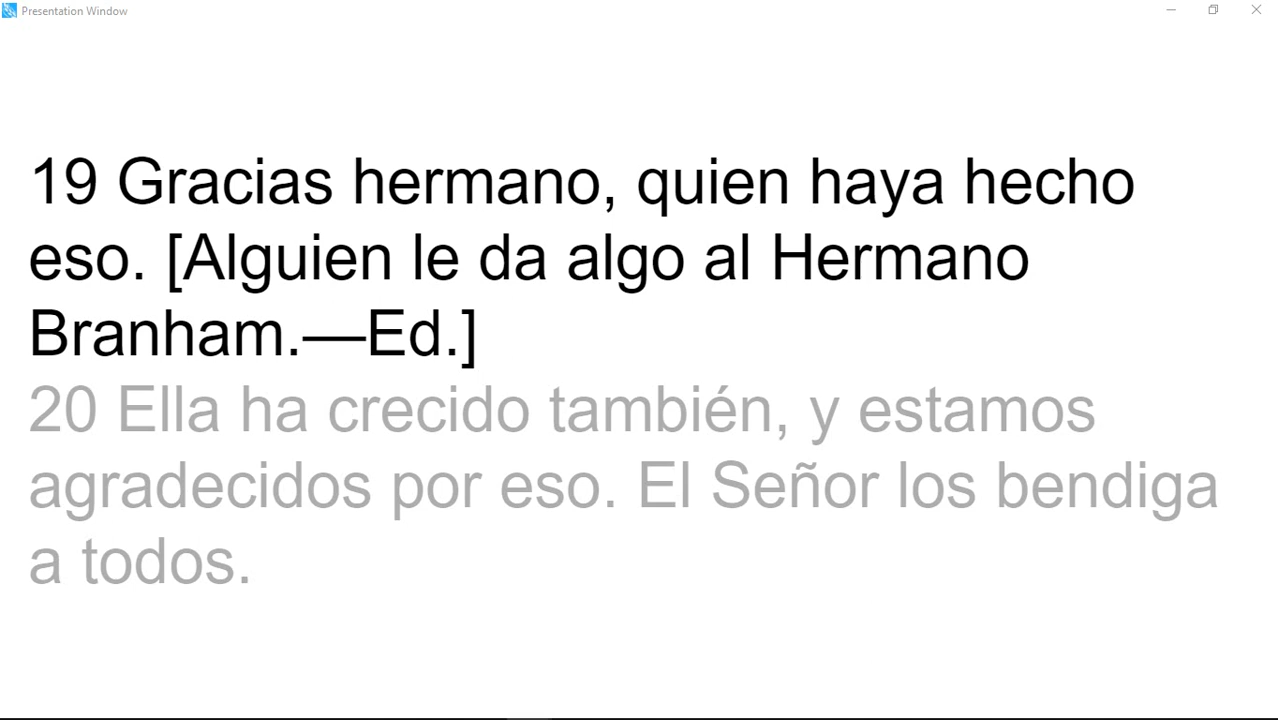 Presentation Window
19 Gracias hermano, quien haya hecho
eso. [Alguien le da algo al Hermano
Branham.—Ed.]
20 Ella ha crecido también, y estamos
agradecidos por eso. El Señor los bendiga
a todos.